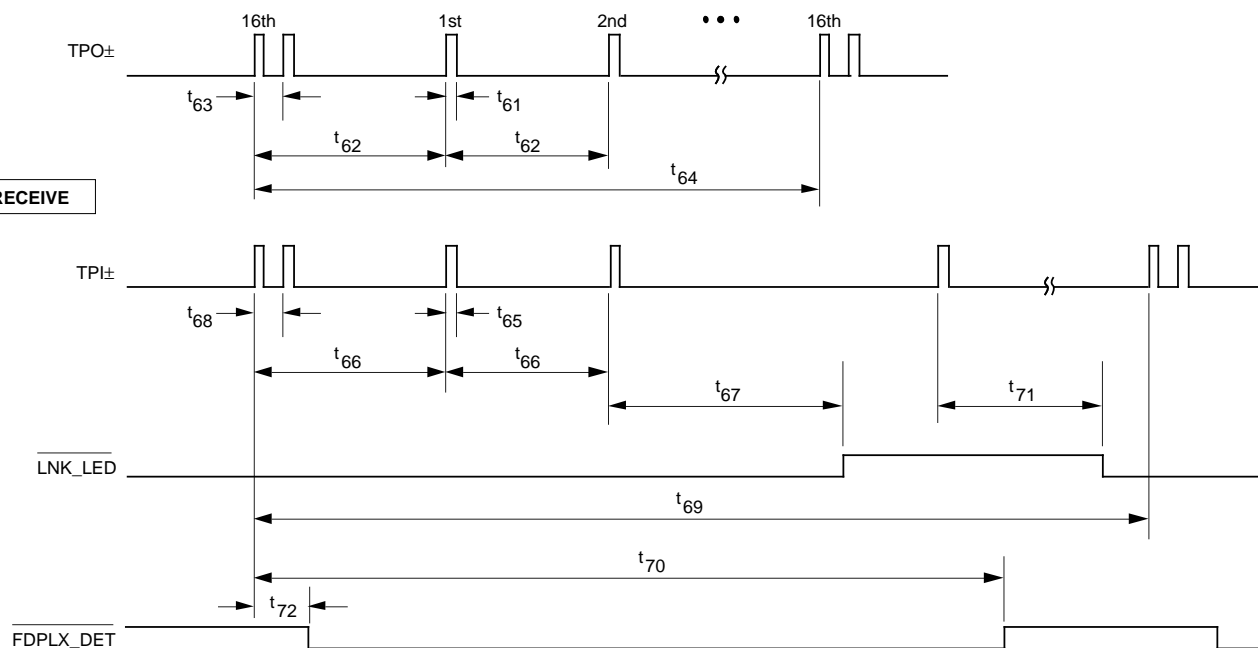 16th 1st 2nd ••• 16th
TPO±
t63 t61
t62 t62
t64
RECEIVE
TPI±
t68 t65
t66 t66
t67 t71
LNK_LED
t69
t70
t72
FDPLX_DET